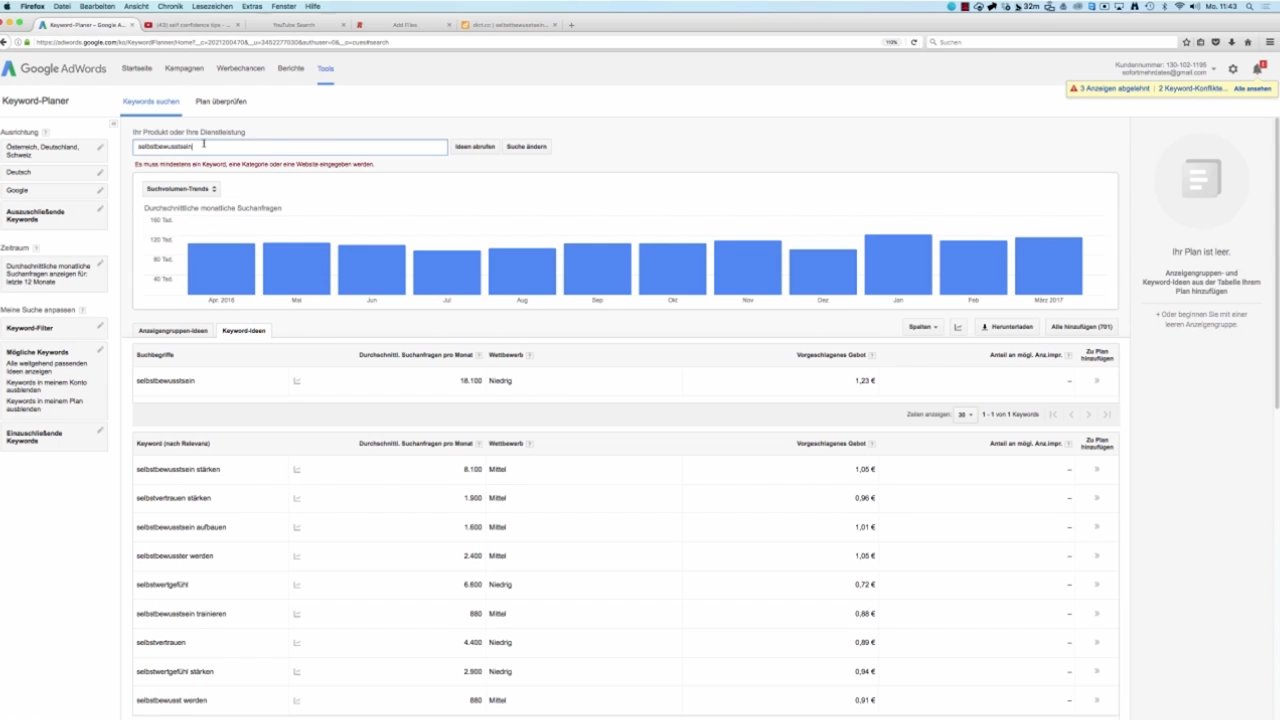 Firefox Datei Bearbeiten Ansicht Chronik Lesezeichen Extras Fenster Hilfe
32m
Mo. 11:43
Keyword-Planer – Google A...
(43) self confidence tips - ...
YouTube Search
Add Files
dict.cc | selbstbewusstsein...
110%
Suchen
Google AdWords
Startseite Kampagnen Werbechancen Berichte Tools
Kundennummer: 130-102-1195
sofortmehrdates@gmail.com
3 Anzeigen abgelehnt | 2 Keyword-Konflikte... Alle ansehen
Keyword-Planer
Keywords suchen Plan überprüfen
Ausrichtung ?
Österreich, Deutschland,
Schweiz
Deutsch
Google
Auszuschließende
Keywords
Zeitraum ?
Durchschnittliche monatliche
Suchanfragen anzeigen für:
letzte 12 Monate
Meine Suche anpassen ?
Keyword-Filter
Mögliche Keywords
Alle weitgehend passenden
Ideen anzeigen
Keywords in meinem Konto
ausblenden
Keywords in meinem Plan
ausblenden
Einzuschließende
Keywords
Ihr Produkt oder Ihre Dienstleistung
selbstbewusstsein
Ideen abrufen Suche ändern
Es muss mindestens ein Keyword, eine Kategorie oder eine Website eingegeben werden.
Suchvolumen-Trends
Durchschnittliche monatliche Suchanfragen
160 Tsd.
120 Tsd.
80 Tsd.
40 Tsd.
Apr. 2016 Mai Jun Jul Aug Sep Okt Nov Dez Jan Feb März 2017
Anzeigengruppen-Ideen Keyword-Ideen
Spalten Herunterladen Alle hinzufügen (701)
Suchbegriffe Durchschnittl. Suchanfragen pro Monat ? Wettbewerb ? Vorgeschlagenes Gebot ? Anteil an mögl. Anz.impr. ? Zu Plan hinzufügen
selbstbewusstsein 18.100 Niedrig 1,23 € – »
Zeilen anzeigen: 30 1 - 1 von 1 Keywords
Keyword (nach Relevanz) Durchschnittl. Suchanfragen pro Monat ? Wettbewerb ? Vorgeschlagenes Gebot ? Anteil an mögl. Anz.impr. ? Zu Plan hinzufügen
selbstbewusstsein stärken 8.100 Mittel 1,05 € – »
selbstvertrauen stärken 1.900 Mittel 0,96 € – »
selbstbewusstsein aufbauen 1.600 Mittel 1,01 € – »
selbstbewusster werden 2.400 Mittel 1,05 € – »
selbstwertgefühl 6.600 Niedrig 0,72 € – »
selbstbewusstsein trainieren 880 Mittel 0,88 € – »
selbstvertrauen 4.400 Niedrig 0,89 € – »
selbstwertgefühl stärken 2.900 Niedrig 0,94 € – »
selbstbewusst werden 880 Mittel 0,91 € – »
Ihr Plan ist leer.
Anzeigengruppen- und
Keyword-Ideen aus der Tabelle Ihrem
Plan hinzufügen
+ Oder beginnen Sie mit einer
leeren Anzeigengruppe.